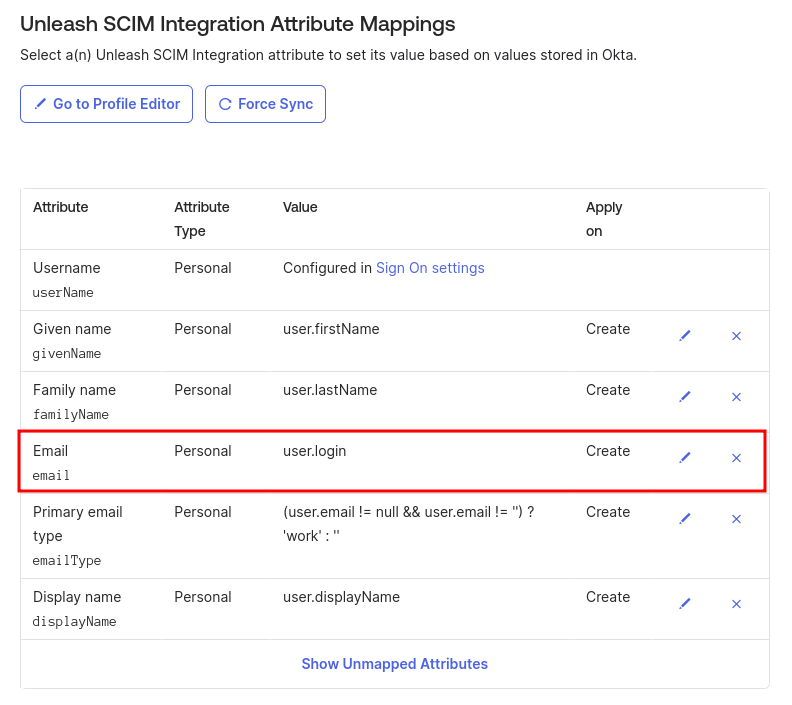 Unleash SCIM Integration Attribute Mappings
Select a(n) Unleash SCIM Integration attribute to set its value based on values stored in Okta.
Go to Profile Editor
Force Sync
Attribute
Attribute Type
Value
Apply on
Username
userName
Personal
Configured in Sign On settings
Given name
givenName
Personal
user.firstName
Create
Family name
familyName
Personal
user.lastName
Create
Email
email
Personal
user.login
Create
Primary email type
emailType
Personal
(user.email != null && user.email != '') ?
'work' : ''
Create
Display name
displayName
Personal
user.displayName
Create
Show Unmapped Attributes